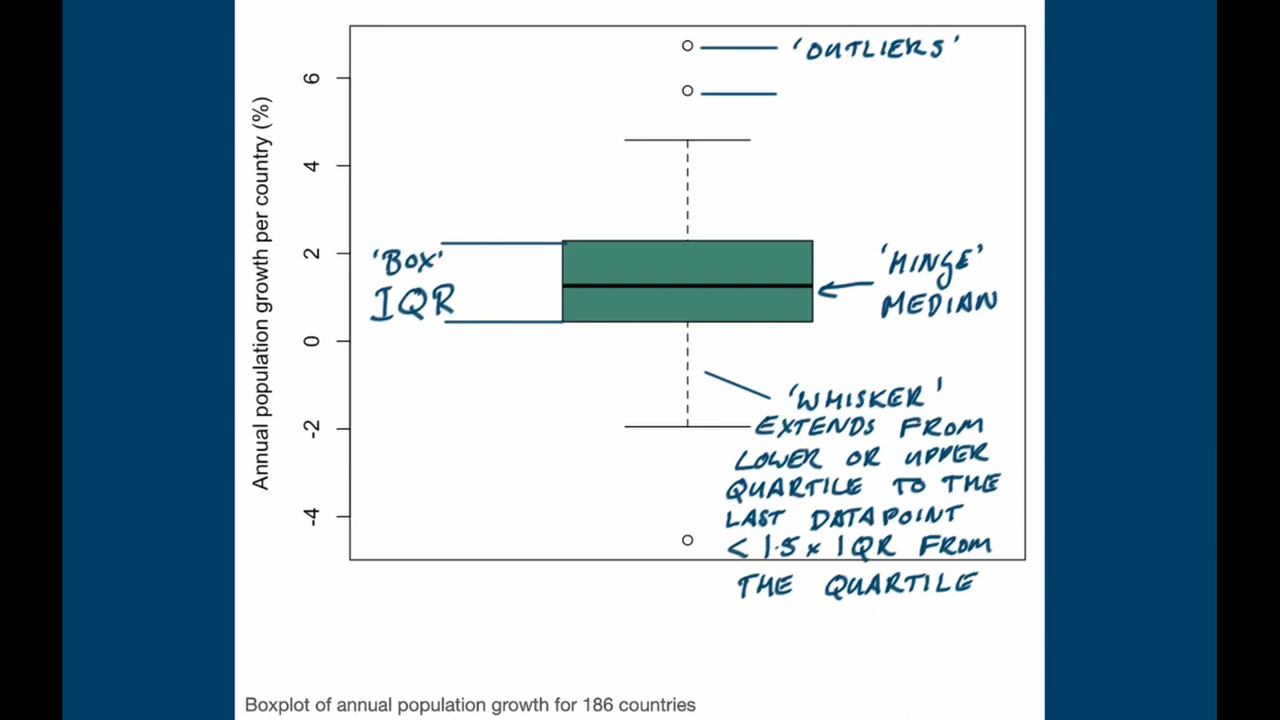 'OUTLIERS'
6
4
2
0
-2
-4
Annual population growth per country (%)
'BOX'
IQR
'HINGE'
MEDIAN
'WHISKER'
EXTENDS FROM
LOWER OR UPPER
QUARTILE TO THE
LAST DATAPOINT
< 1.5 x IQR FROM
THE QUARTILE
Boxplot of annual population growth for 186 countries